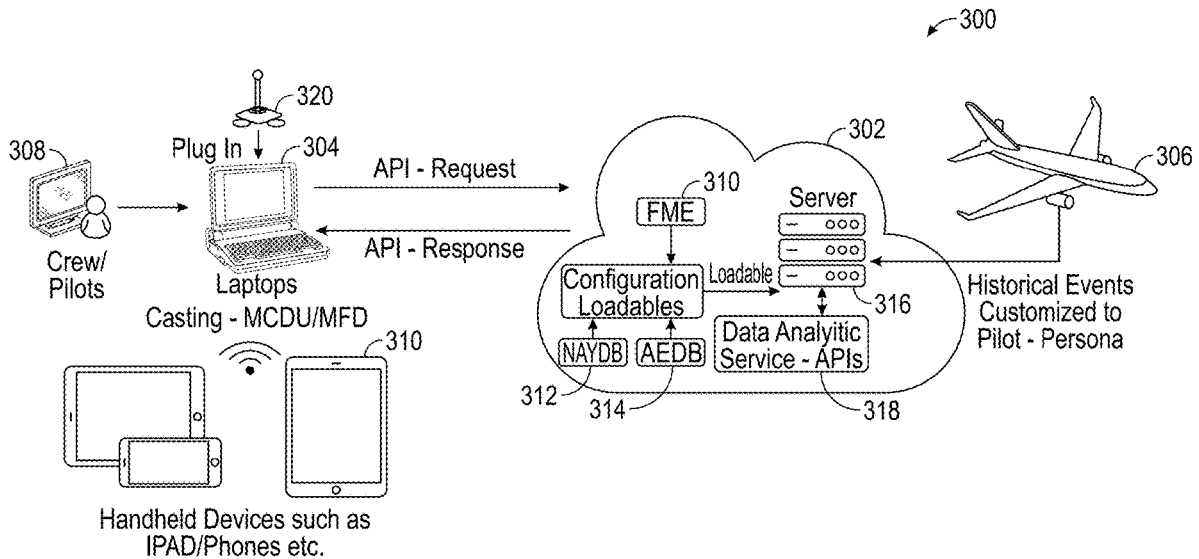 300
320
308
Plug In
304
302
306
API - Request
310
FME
Server
API - Response
Crew/
Pilots
Laptops
Configuration
Loadables
Loadable
316
Historical Events
Customized to
Pilot - Persona
Casting - MCDU/MFD
310
NAYDB
AEDB
Data Analyitic
Service - APIs
312
314
318
Handheld Devices such as
IPAD/Phones etc.